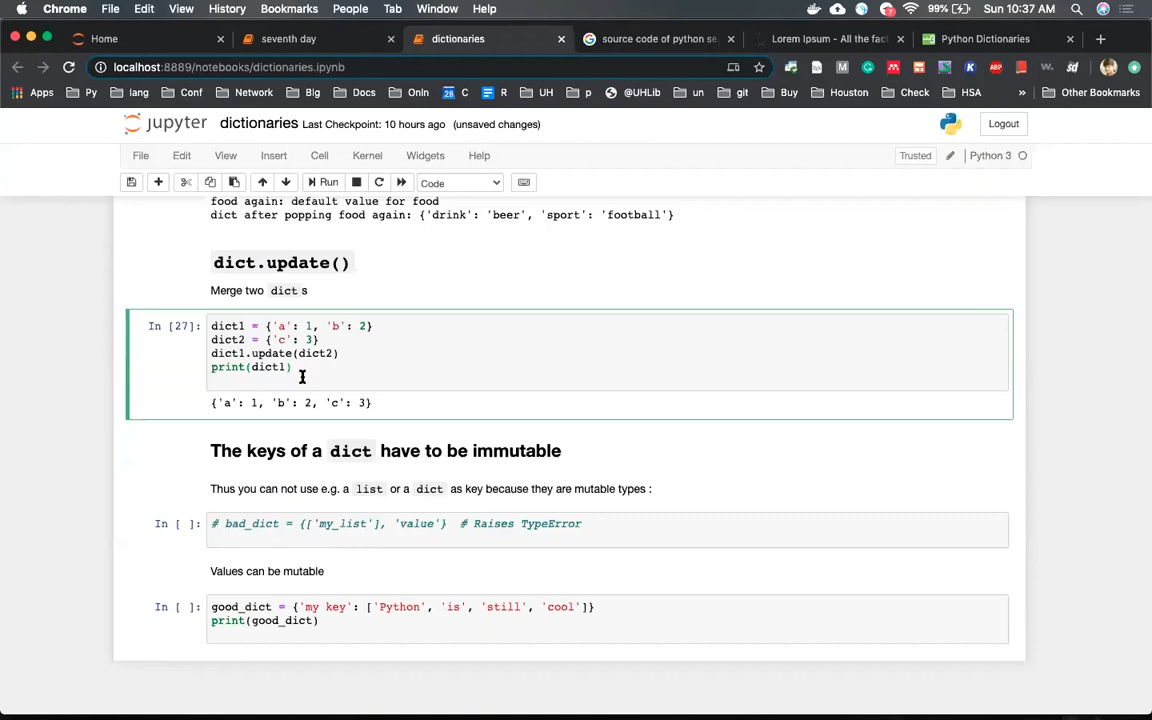 Chrome File Edit View History Bookmarks People Tab Window Help 99% Sun 10:37 AM
Home seventh day dictionaries source code of python se Lorem Ipsum - All the fact Python Dictionaries
localhost:8889/notebooks/dictionaries.ipynb
Apps Py lang Conf Network Blg Docs Onln 28 C R UH p @UHLib un git Buy Houston Check HSA » Other Bookmarks
jupyter dictionaries Last Checkpoint: 10 hours ago (unsaved changes) Logout
File Edit View Insert Cell Kernel Widgets Help Trusted Python 3
Run Code
food again: default value for food
dict after popping food again: {'drink': 'beer', 'sport': 'football'}
dict.update()
Merge two dict s
In [27]: dict1 = {'a': 1, 'b': 2}
dict2 = {'c': 3}
dict1.update(dict2)
print(dict1)
{'a': 1, 'b': 2, 'c': 3}
The keys of a dict have to be immutable
Thus you can not use e.g. a list or a dict as key because they are mutable types :
In [ ]: # bad_dict = {['my_list'], 'value'} # Raises TypeError
Values can be mutable
In [ ]: good_dict = {'my key': ['Python', 'is', 'still', 'cool']}
print(good_dict)